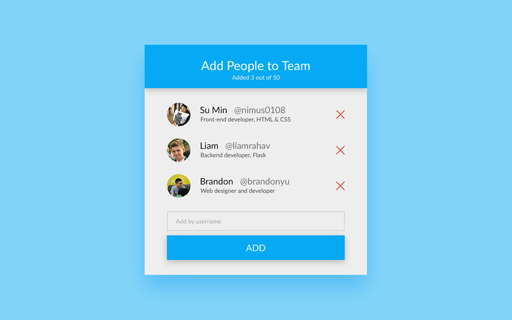 Add People to Team
Added 3 out of 50
Su Min @nimus0108
Front-end developer, HTML & CSS
Liam @liamrahav
Backend developer, Flask
Brandon @brandonyu
Web designer and developer
Add by username
ADD